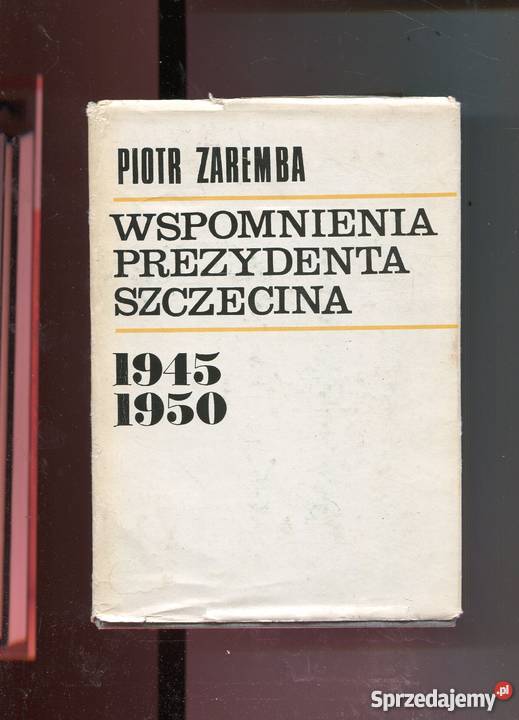 PIOTR ZAREMBA
WSPOMNIENIA
PREZYDENTA
SZCZECINA
1945
1950
Sprzedajemy.pl